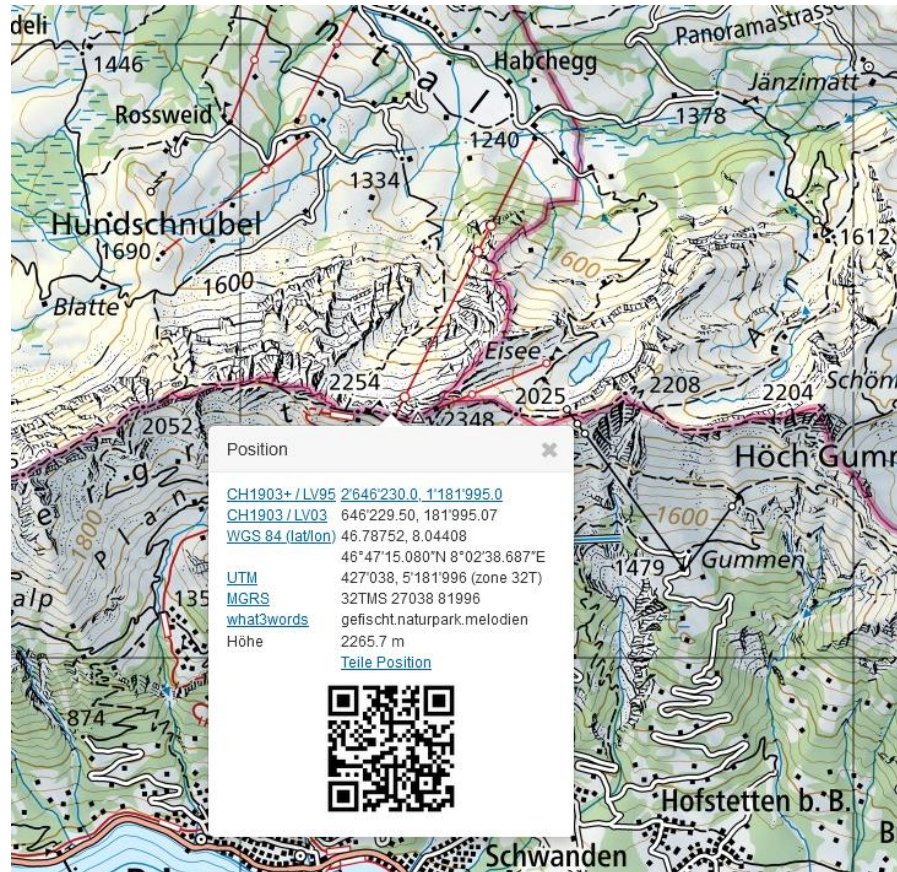 deli
Panoramastrasse
1446
n
t
Habchegg
a
Jänzimatt
l
Rossweid
1378
1240
1334
Hundschnubel
1690
1612
1600
1600
Blatte
A
r
n
i
Eisee
2254
2208
Schön
2025
2204
2052
t
2348
Position
CH1903+ / LV95 2'646'230.0, 1'181'995.0
CH1903 / LV03 646'229.50, 181'995.07
WGS 84 (lat/lon) 46.78752, 8.04408
46°47'15.080"N 8°02'38.687"E
UTM 427'038, 5'181'996 (zone 32T)
MGRS 32TMS 27038 81996
what3words gefischt.naturpark.melodien
Höhe 2265.7 m
Teile Position
Höch Gumm
e
r
g
r
Plan
1800
1600
1479
Gummen
alp
135
874
Hofstetten b. B.
B
Schwanden